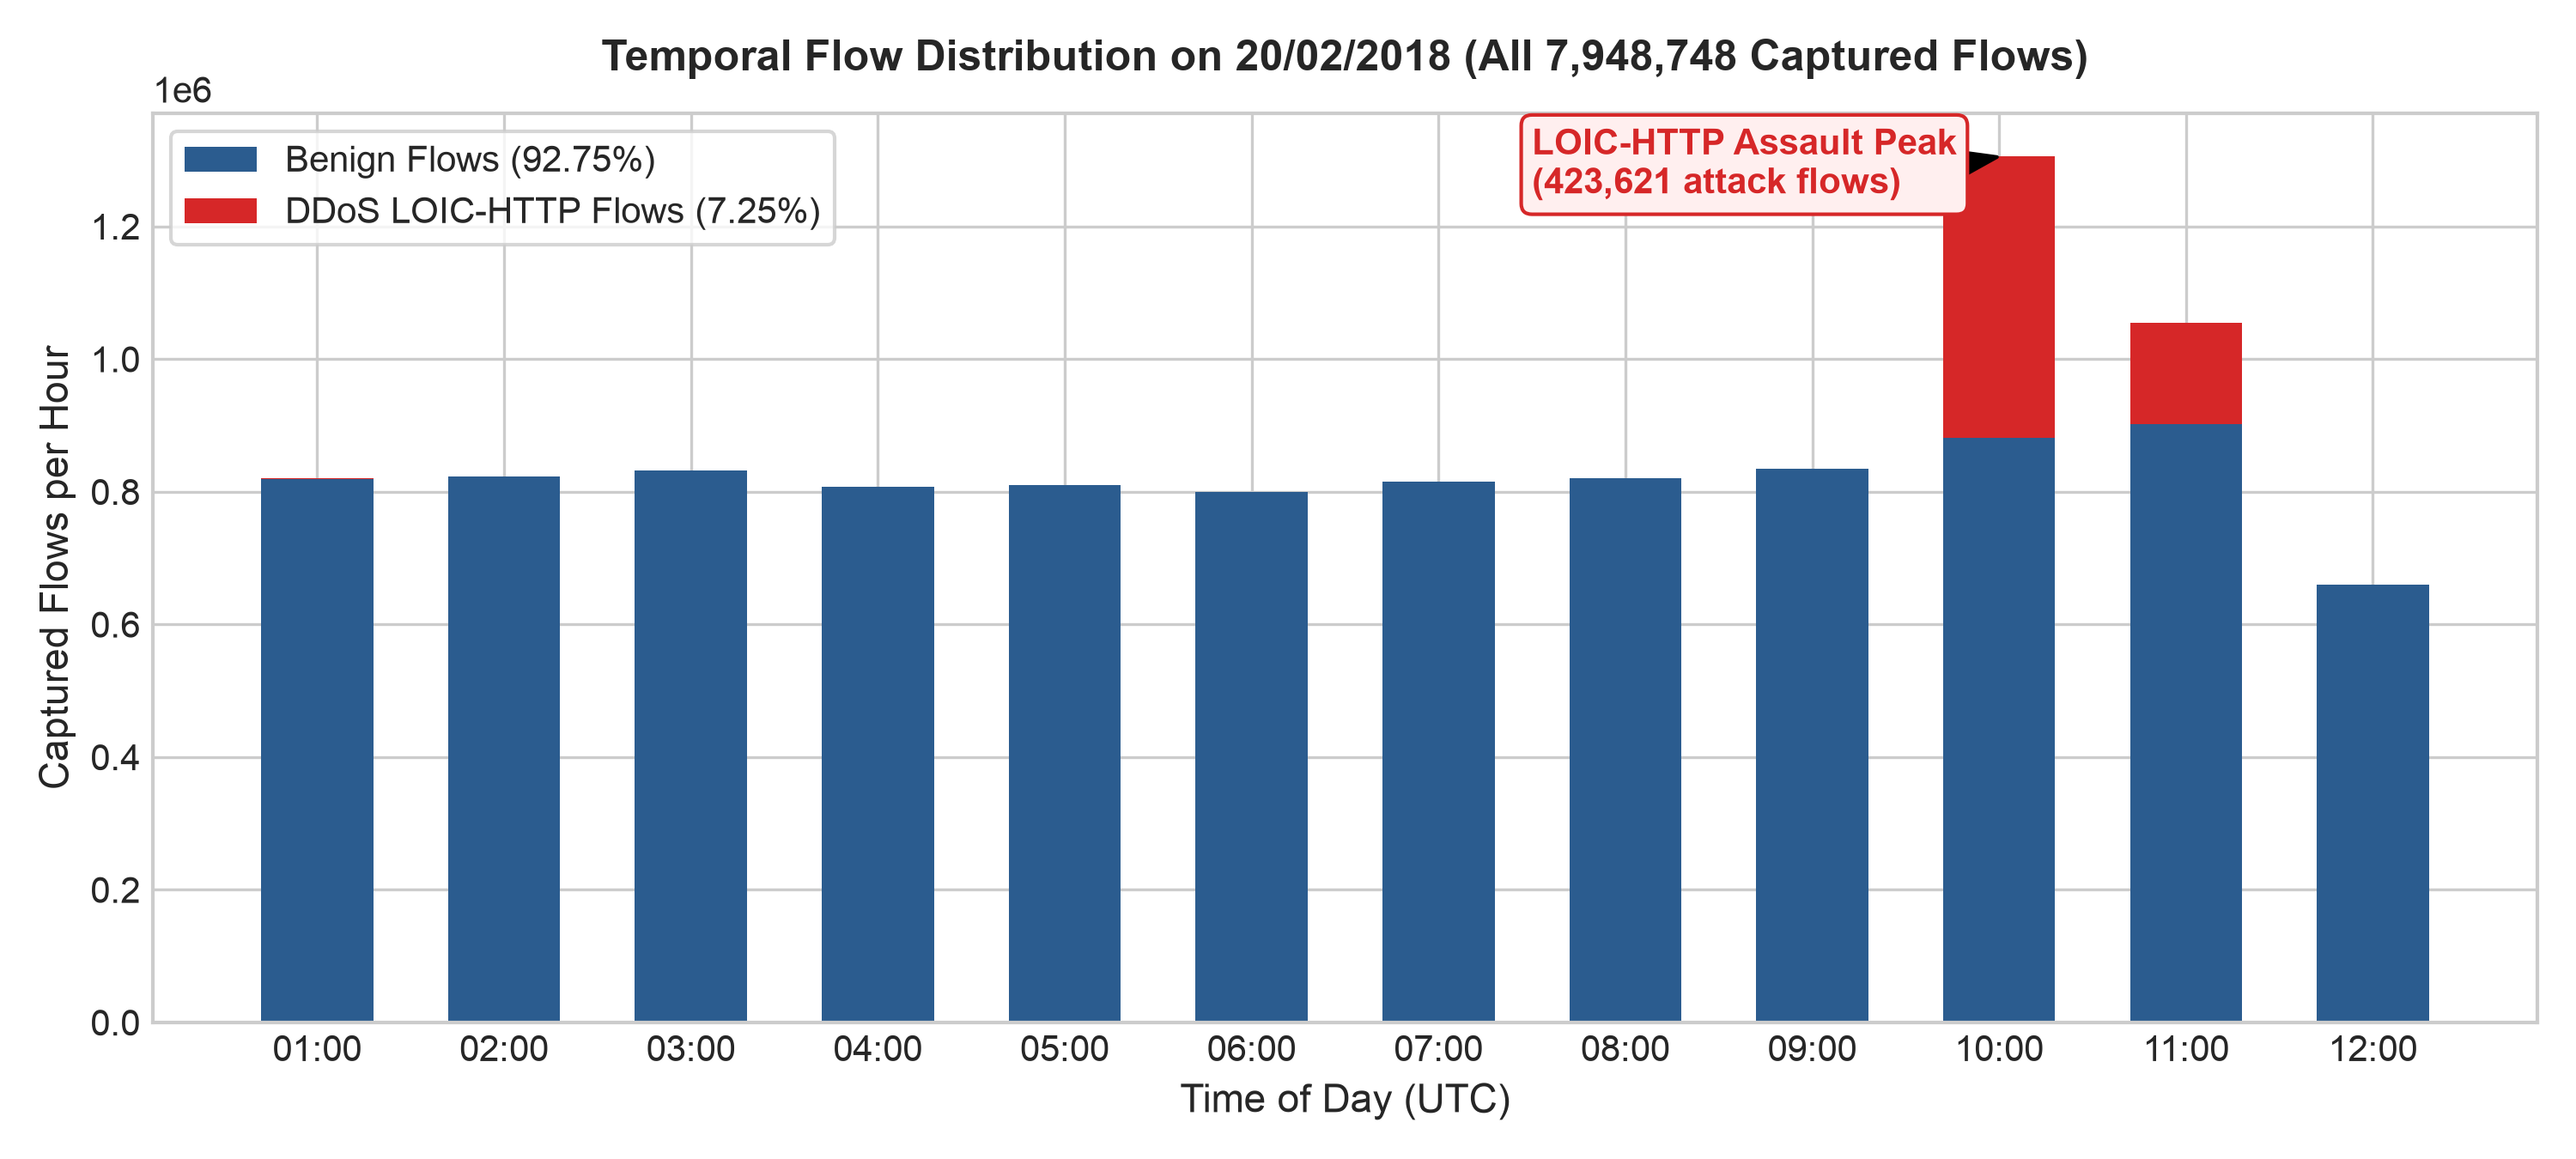 Temporal Flow Distribution on 20/02/2018 (All 7,948,748 Captured Flows)
1e6
Benign Flows (92.75%)
DDoS LOIC-HTTP Flows (7.25%)
LOIC-HTTP Assault Peak
(423,621 attack flows)
Captured Flows per Hour
1.2
1.0
0.8
0.6
0.4
0.2
0.0
01:00 02:00 03:00 04:00 05:00 06:00 07:00 08:00 09:00 10:00 11:00 12:00
Time of Day (UTC)